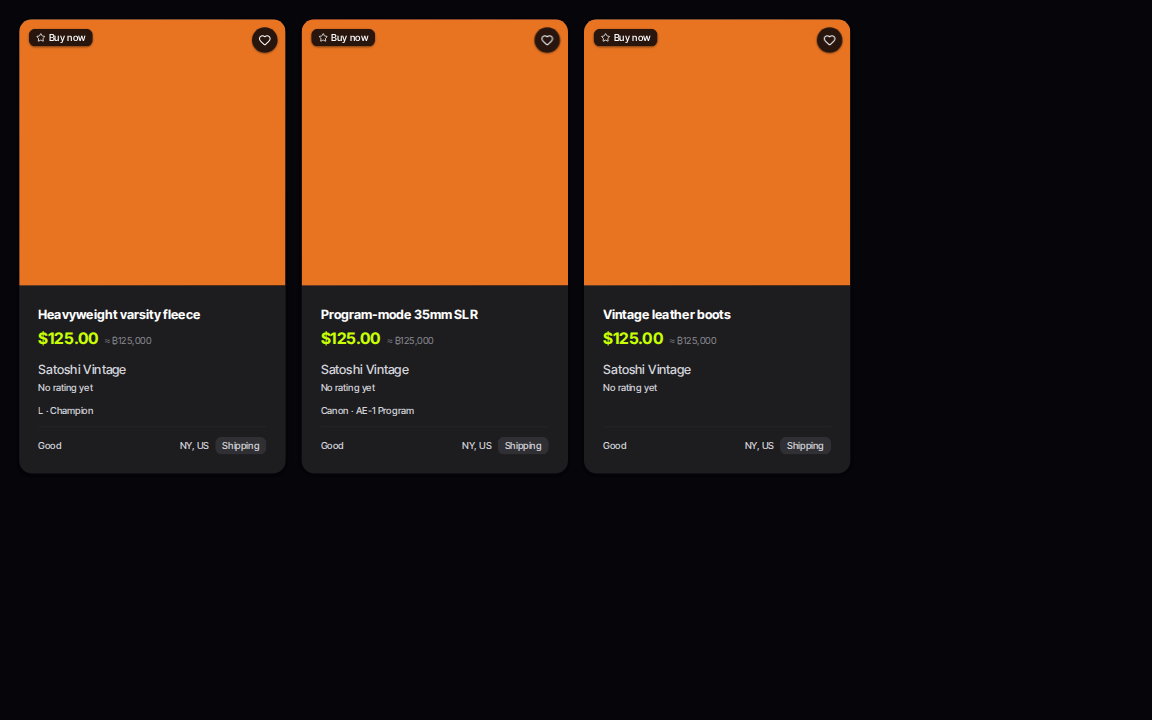 Buy now
Heavyweight varsity fleece
$125.00 ≈ ₿125,000
Satoshi Vintage
No rating yet
L · Champion
Good NY, US Shipping
Buy now
Program-mode 35mm SLR
$125.00 ≈ ₿125,000
Satoshi Vintage
No rating yet
Canon · AE-1 Program
Good NY, US Shipping
Buy now
Vintage leather boots
$125.00 ≈ ₿125,000
Satoshi Vintage
No rating yet
Good NY, US Shipping